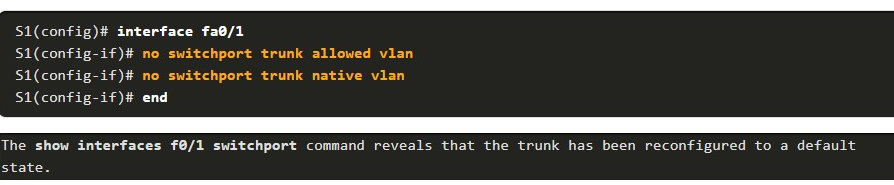 S1(config)# interface fa0/1
S1(config-if)# no switchport trunk allowed vlan
S1(config-if)# no switchport trunk native vlan
S1(config-if)# end
The show interfaces f0/1 switchport command reveals that the trunk has been reconfigured to a default
state.